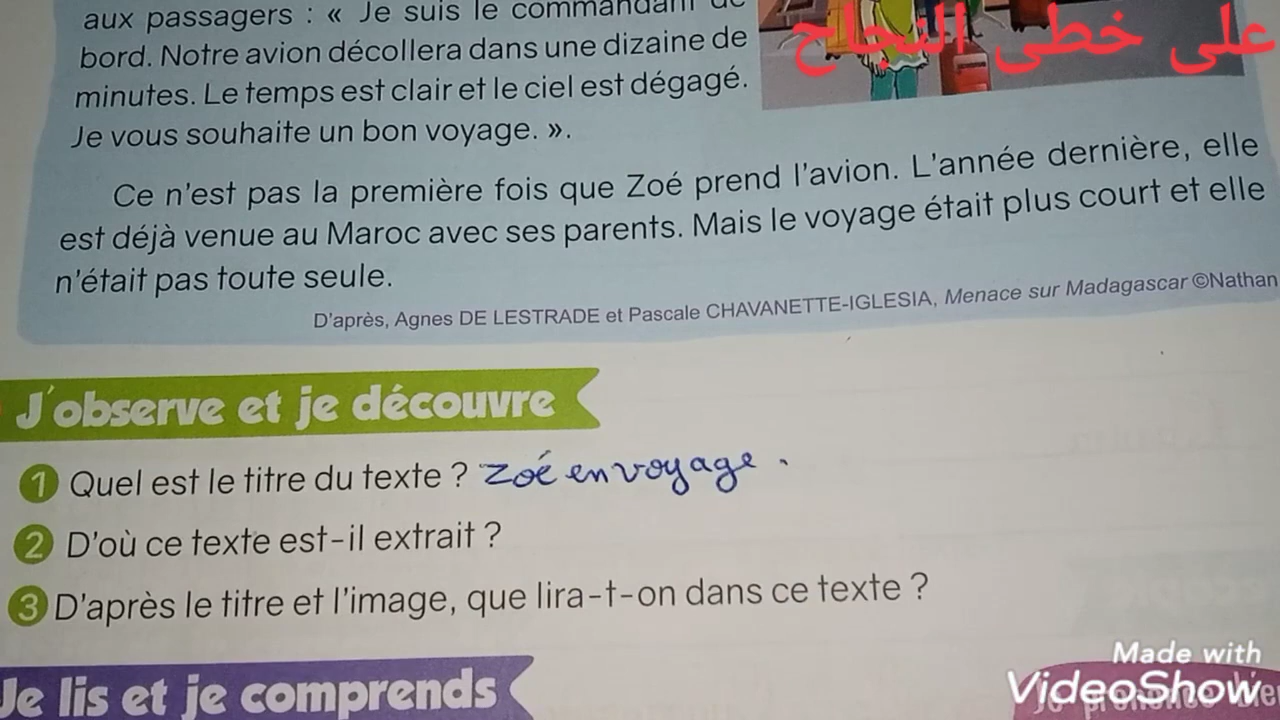 aux passagers : « Je suis le commandant de
bord. Notre avion décollera dans une dizaine de
minutes. Le temps est clair et le ciel est dégagé.
Je vous souhaite un bon voyage. ».
على خطى النجاح
Ce n'est pas la première fois que Zoé prend l'avion. L'année dernière, elle
est déjà venue au Maroc avec ses parents. Mais le voyage était plus court et elle
n'était pas toute seule.
D'après, Agnes DE LESTRADE et Pascale CHAVANETTE-IGLESIA, Menace sur Madagascar ©Nathan
J'observe et je découvre
1 Quel est le titre du texte ? Zoé en voyage.
2 D'où ce texte est-il extrait ?
3 D'après le titre et l'image, que lira-t-on dans ce texte ?
Je lis et je comprends
Made with
VideoShow